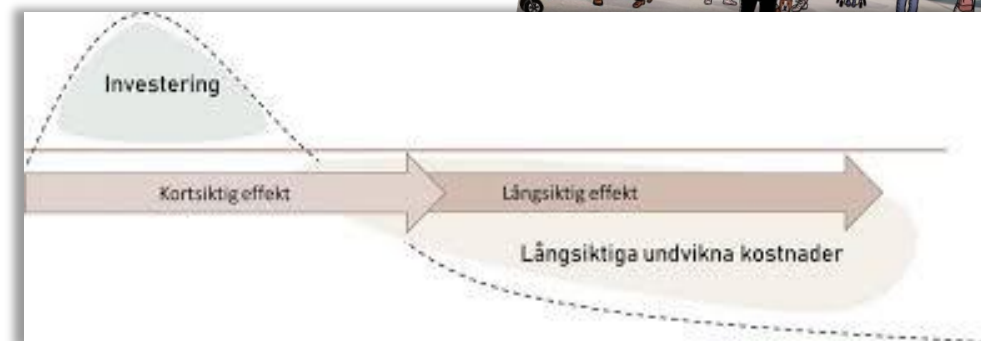 Investering
Kortsiktig effekt
Långsiktig effekt
Långsiktiga undvikna kostnader